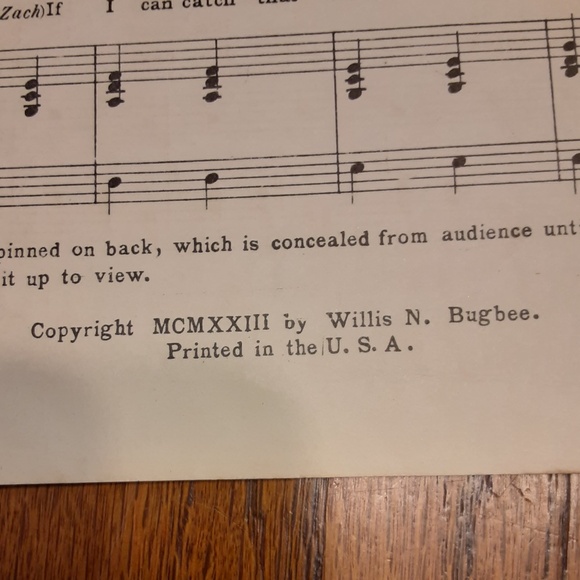 Zach)If I can catch
pinned on back, which is concealed from audience unt
it up to view.
Copyright MCMXXIII by Willis N. Bugbee.
Printed in the U. S. A.